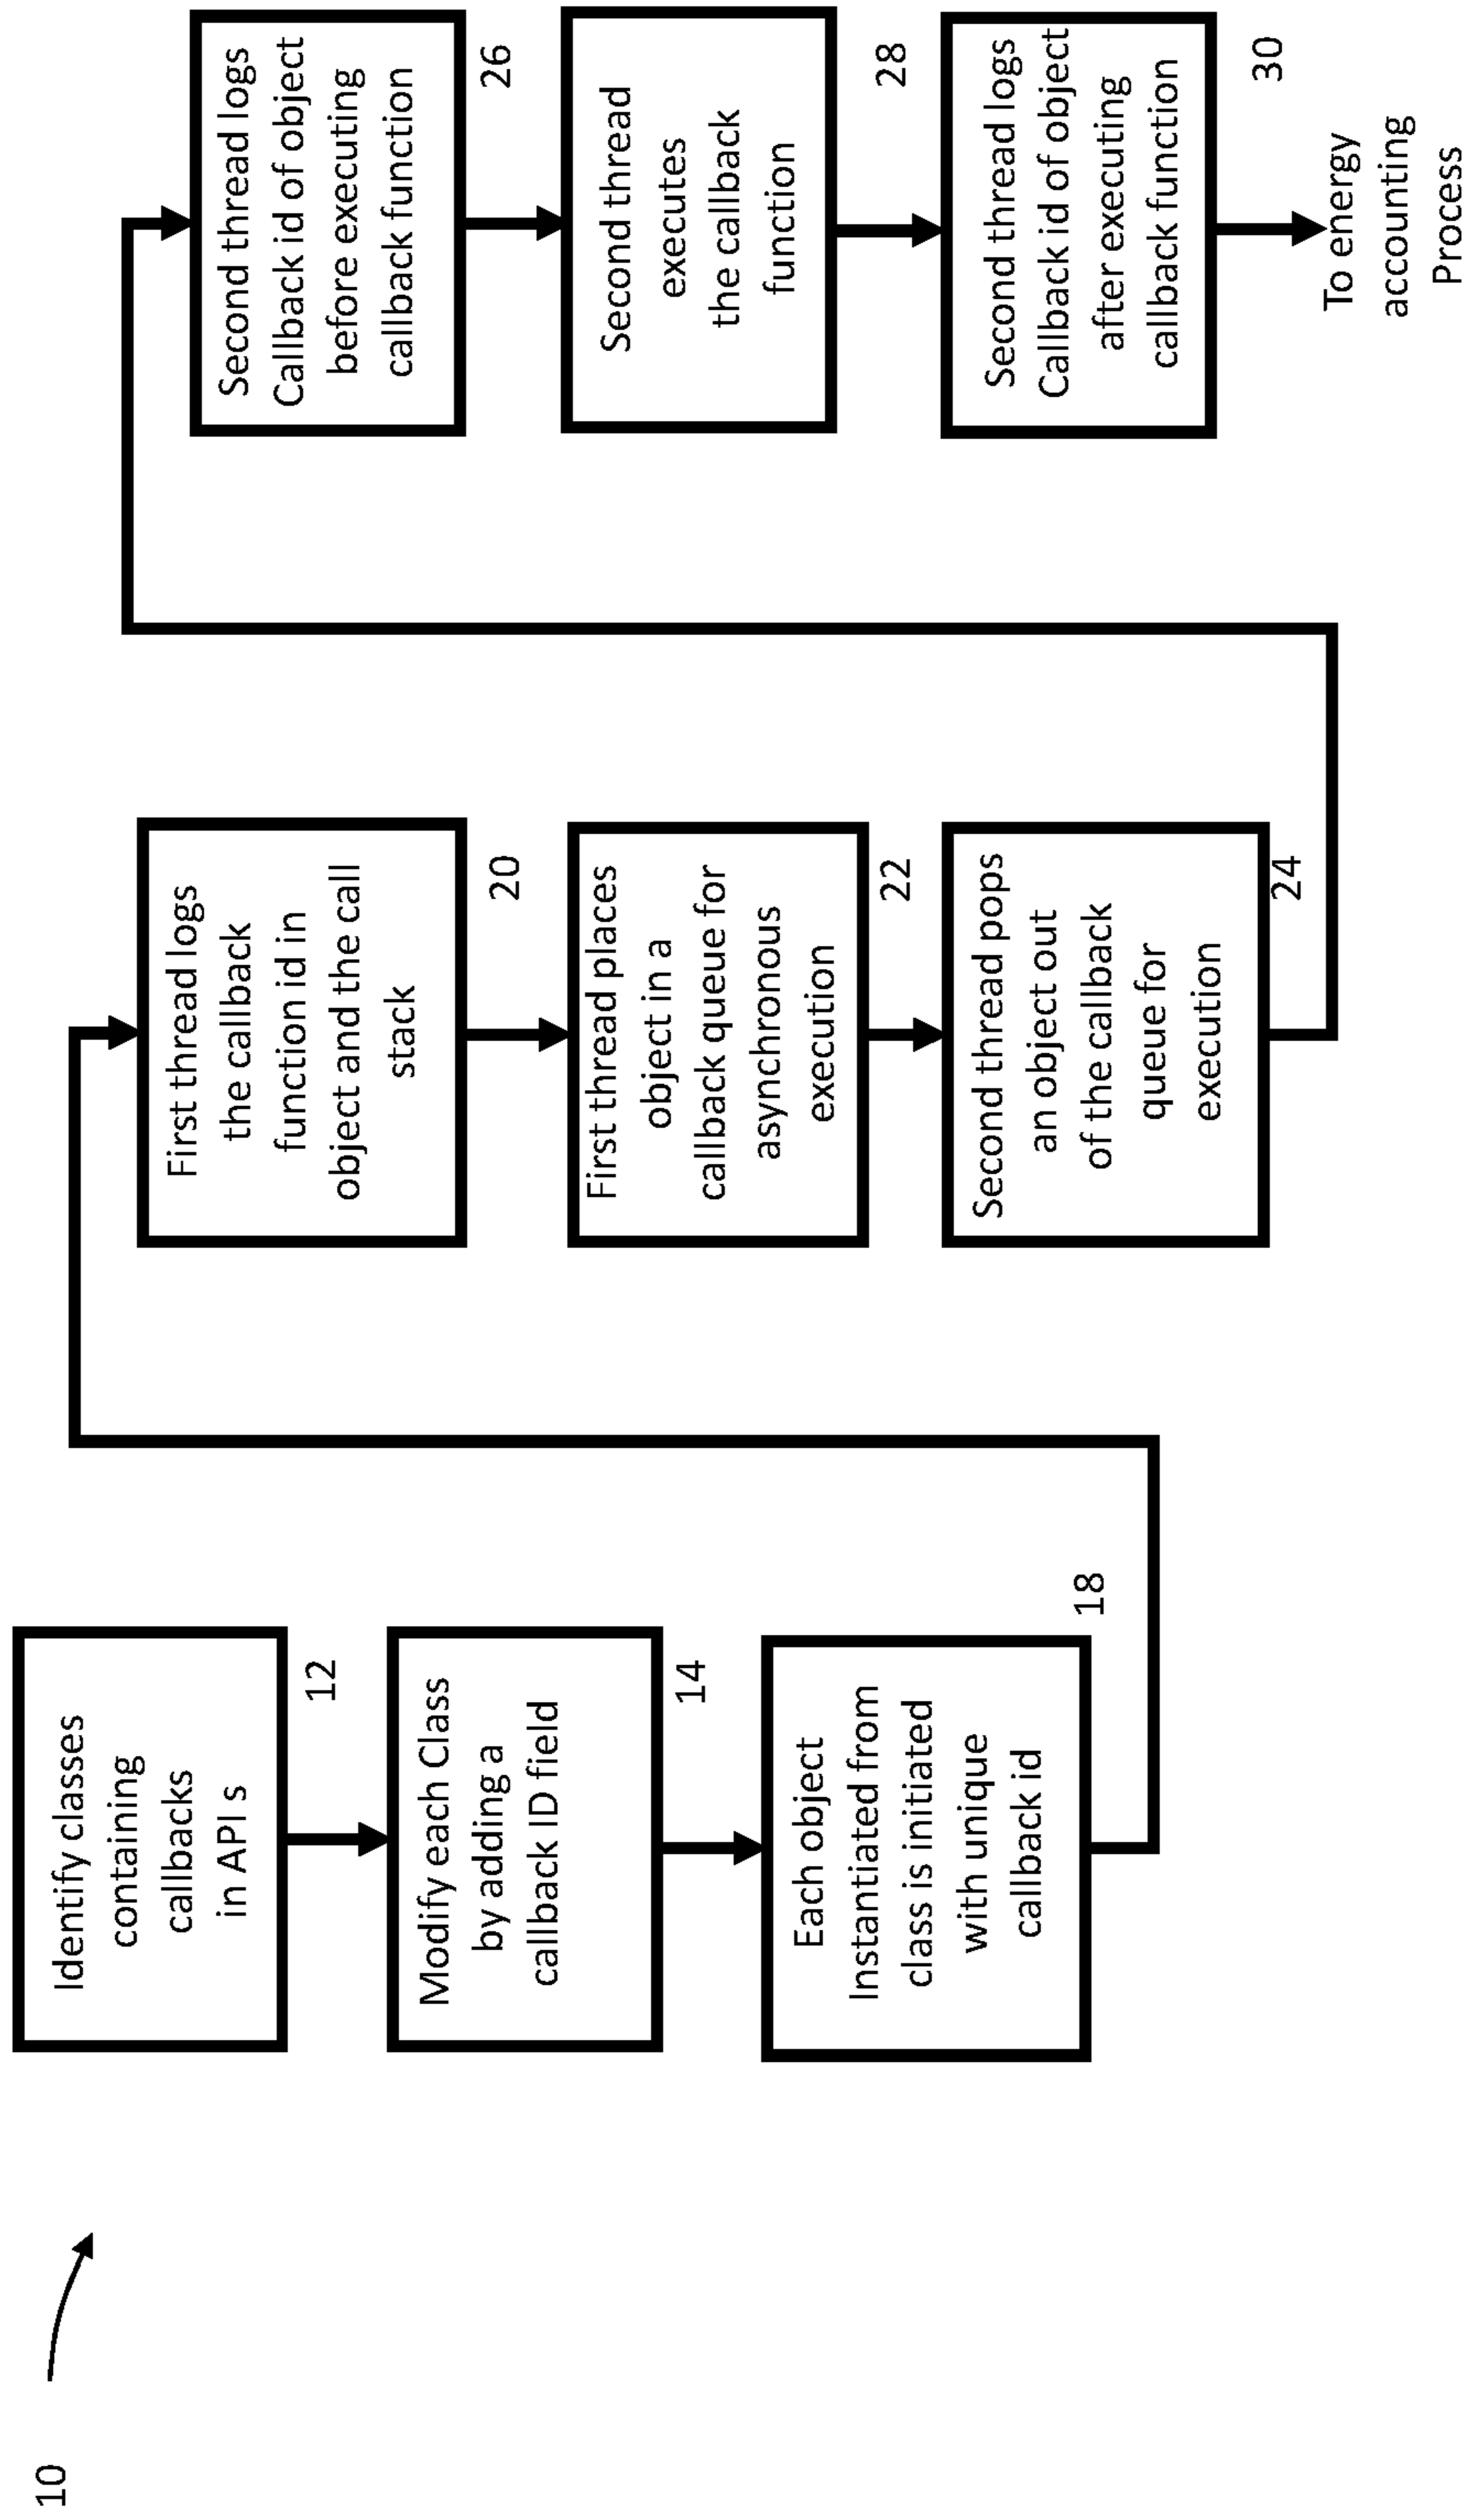 10
Identify classes
containing
callbacks
in API s
12
Modify each Class
by adding a
callback ID field
14
Each object
Instantiated from
class is initiated
with unique
callback id
18
First thread logs
the callback
function id in
object and the call
stack
20
First thread places
object in a
callback queue for
asynchronous
execution
22
Second thread pops
an object out
of the callback
queue for
execution
24
Second thread logs
Callback id of object
before executing
callback function
26
Second thread
executes
the callback
function
28
Second thread logs
Callback id of object
after executing
callback function
30
To energy
accounting
Process